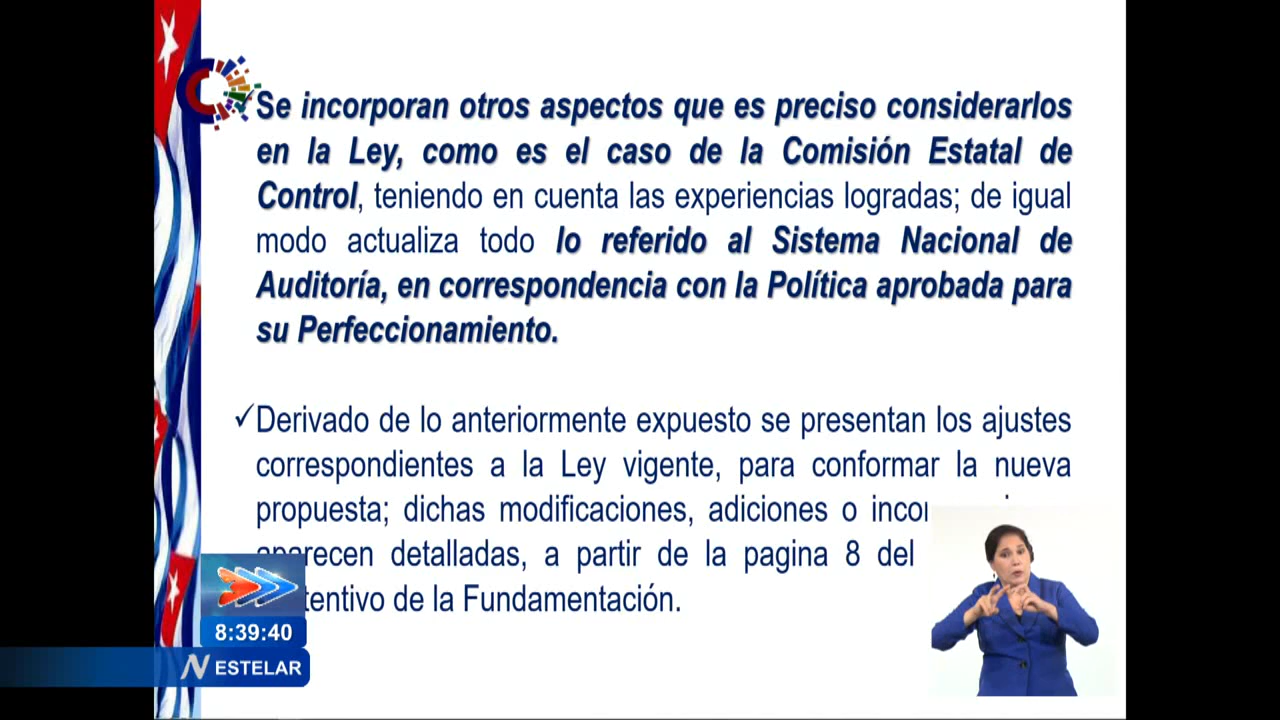 Se incorporan otros aspectos que es preciso considerarlos
en la Ley, como es el caso de la Comisión Estatal de
Control, teniendo en cuenta las experiencias logradas; de igual
modo actualiza todo lo referido al Sistema Nacional de
Auditoría, en correspondencia con la Política aprobada para
su Perfeccionamiento.
✓Derivado de lo anteriormente expuesto se presentan los ajustes
correspondientes a la Ley vigente, para conformar la nueva
propuesta; dichas modificaciones, adiciones o
detalladas, a partir de la pagina 8 del
de la Fundamentación.
8:39:40
N ESTELAR